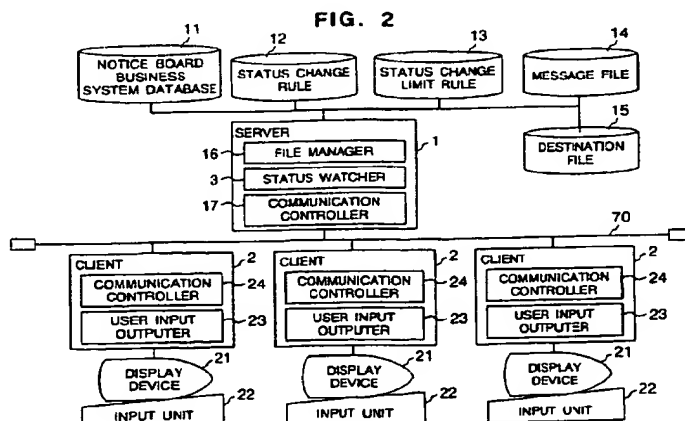 FIG. 2
11
12
13
14
NOTICE BOARD
BUSINESS
SYSTEM DATABASE
STATUS CHANGE
RULE
STATUS CHANGE
LIMIT RULE
MESSAGE FILE
15
DESTINATION
FILE
SERVER
1
16
FILE MANAGER
3
STATUS WATCHER
17
COMMUNICATION
CONTROLLER
70
CLIENT
2
COMMUNICATION
CONTROLLER
24
USER INPUT
OUTPUTER
23
21
DISPLAY
DEVICE
22
INPUT UNIT
CLIENT
2
COMMUNICATION
CONTROLLER
24
USER INPUT
OUTPUTER
23
21
DISPLAY
DEVICE
22
INPUT UNIT
CLIENT
2
COMMUNICATION
CONTROLLER
24
USER INPUT
OUTPUTER
23
21
DISPLAY
DEVICE
22
INPUT UNIT